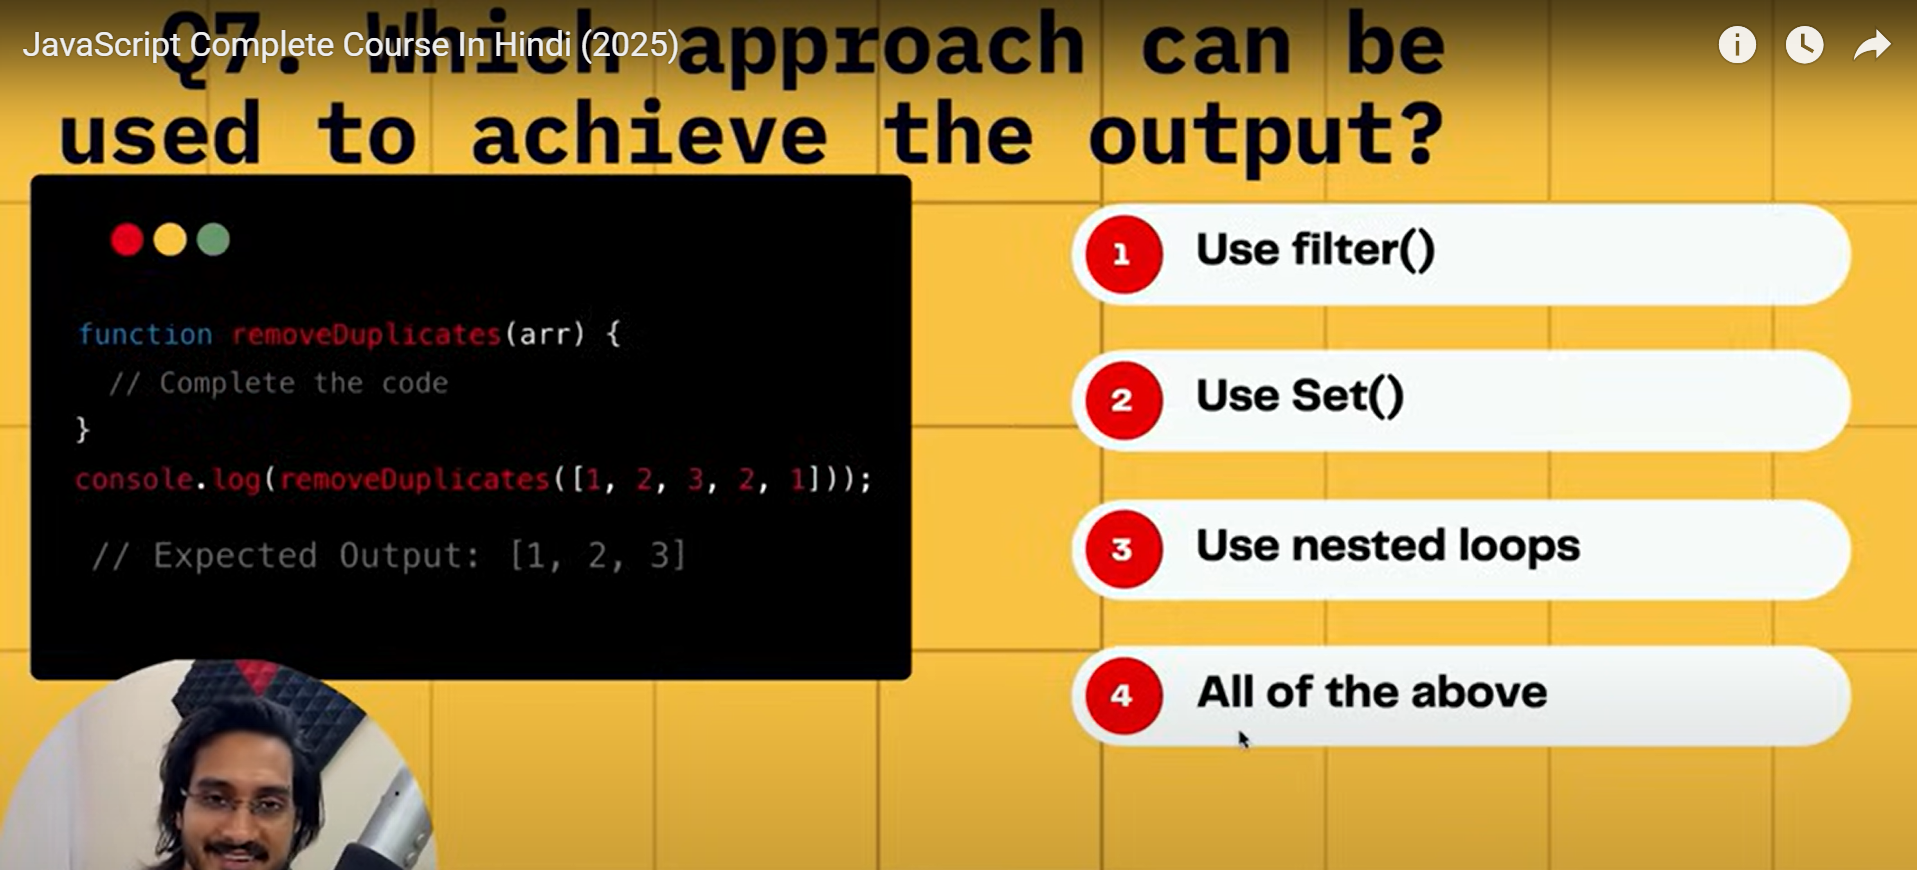 JavaScript Complete Course In Hindi (2025)
Q7. Which approach can be
used to achieve the output?
function removeDuplicates(arr) {
// Complete the code
}
console.log(removeDuplicates([1, 2, 3, 2, 1]));
// Expected Output: [1, 2, 3]
1 Use filter()
2 Use Set()
3 Use nested loops
4 All of the above